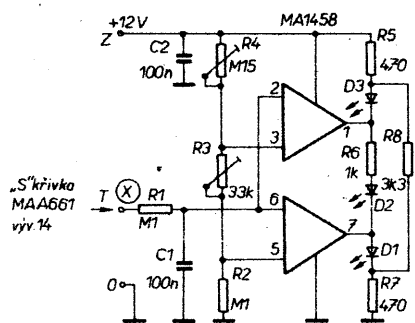 +12V
Z
C2
100n
R4
M15
MA1458
R5
470
D3
2
3
1
R8
R6
1k
3k3
D2
R3
33k
„S"křivka
MAA661
výv.14
T
X
R1
M1
6
5
7
D1
C1
100n
R2
M1
R7
470
0